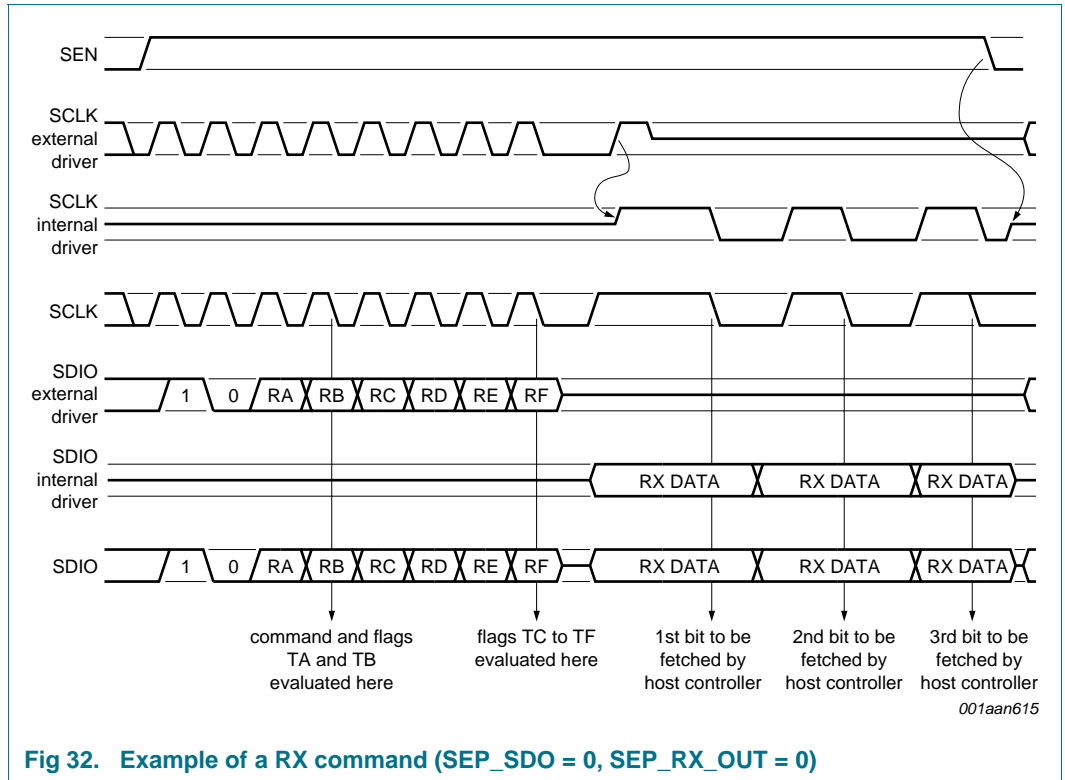 SEN
SCLK
external
driver
SCLK
internal
driver
SCLK
SDIO
external
driver
1 0 RA RB RC RD RE RF
SDIO
internal
driver
RX DATA RX DATA RX DATA
SDIO
1 0 RA RB RC RD RE RF RX DATA RX DATA RX DATA
command and flags
TA and TB
evaluated here
flags TC to TF
evaluated here
1st bit to be
fetched by
host controller
2nd bit to be
fetched by
host controller
3rd bit to be
fetched by
host controller
001aan615
Fig 32. Example of a RX command (SEP_SDO = 0, SEP_RX_OUT = 0)